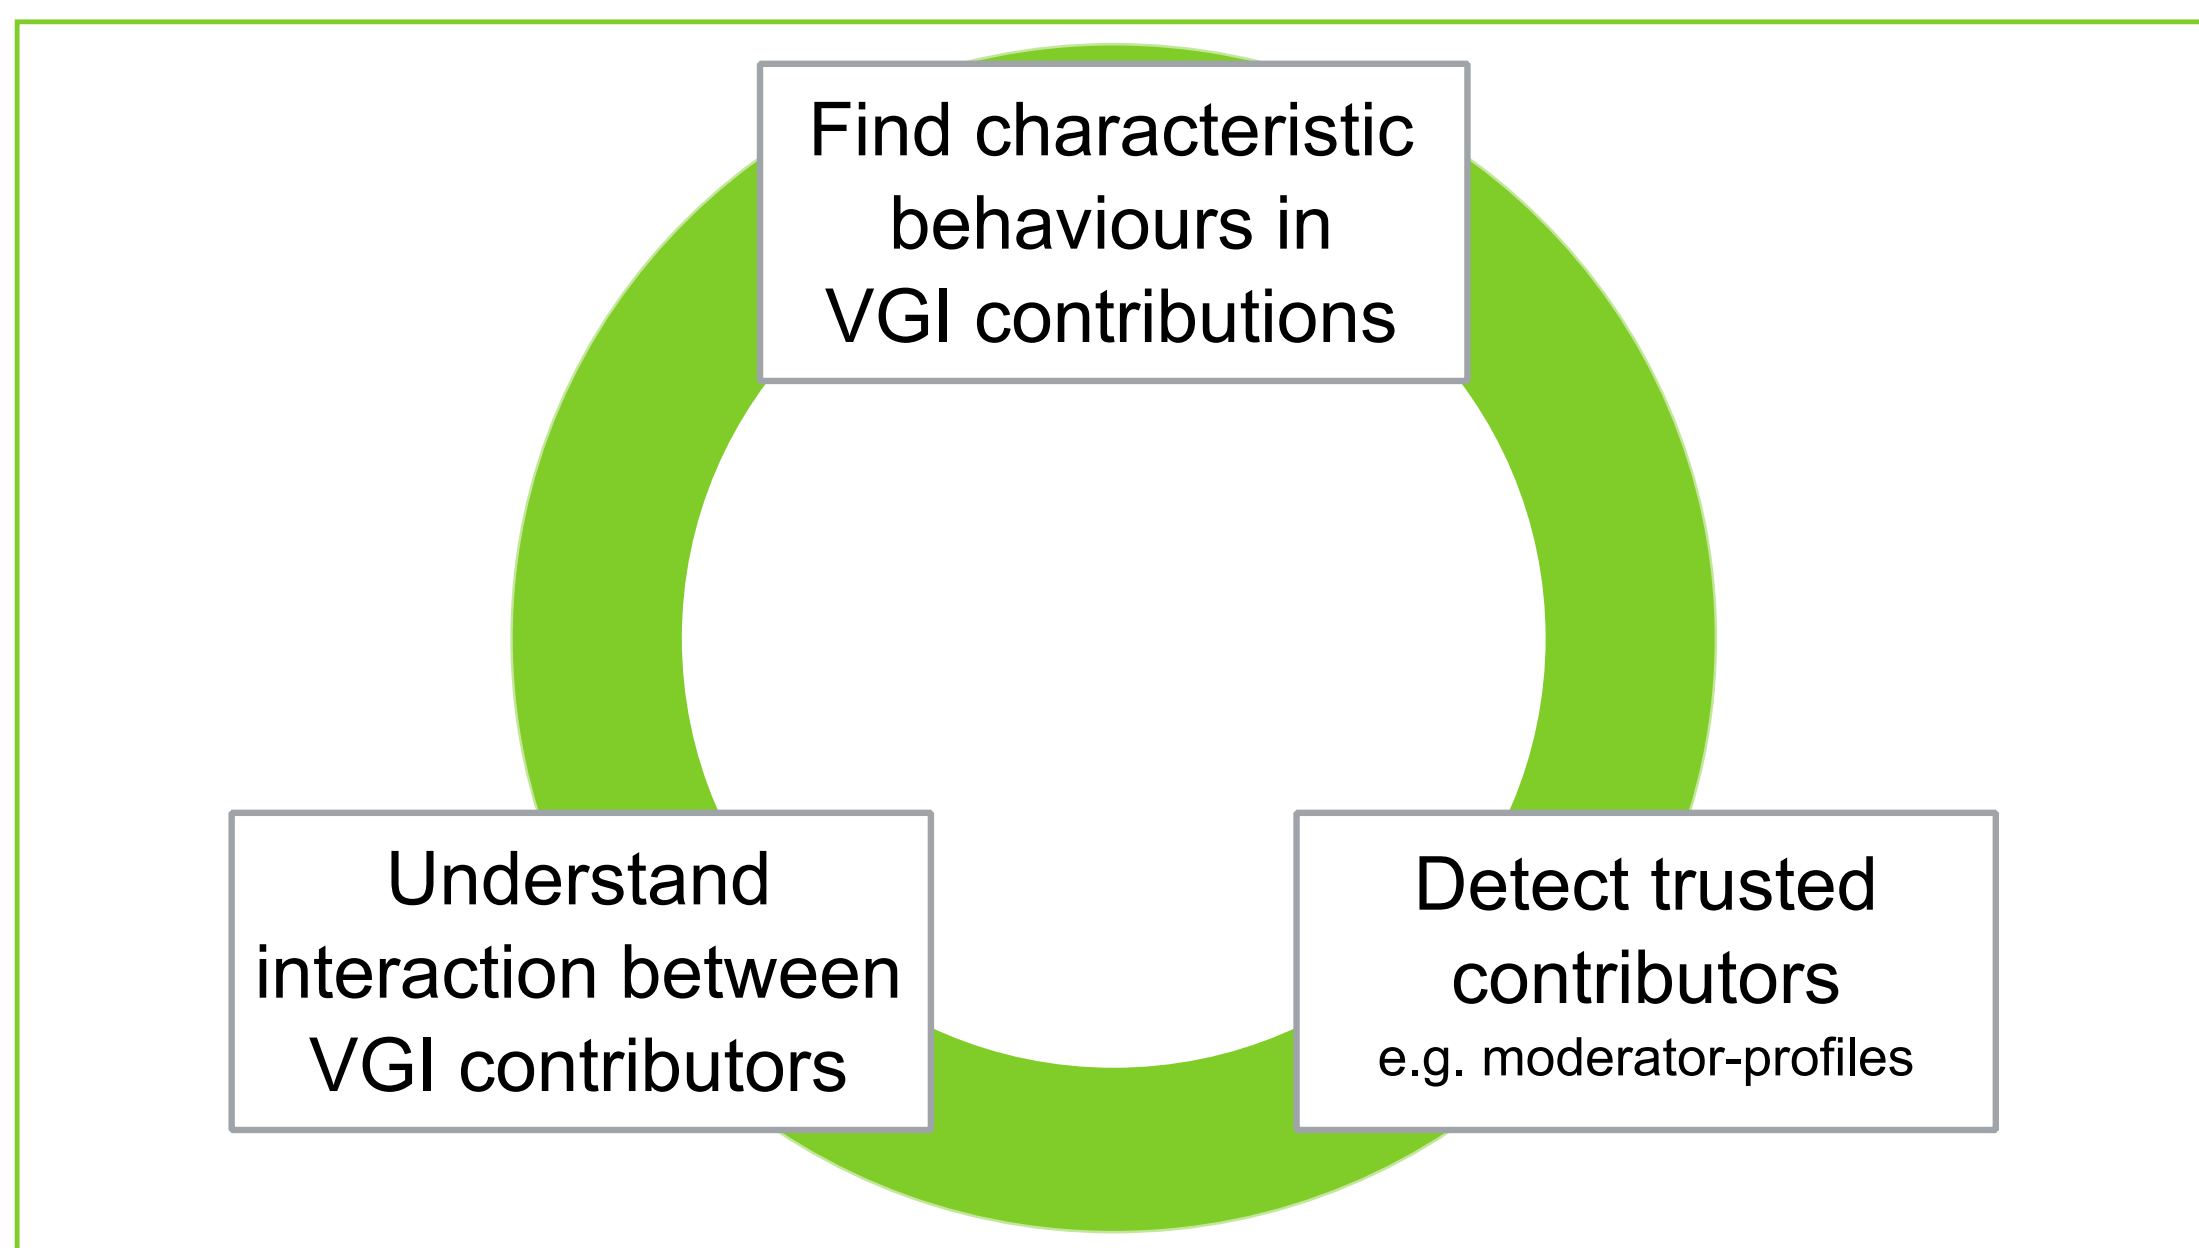 Find characteristic
behaviours in
VGI contributions
Understand
interaction between
VGI contributors
Detect trusted
contributors
e.g. moderator-profiles